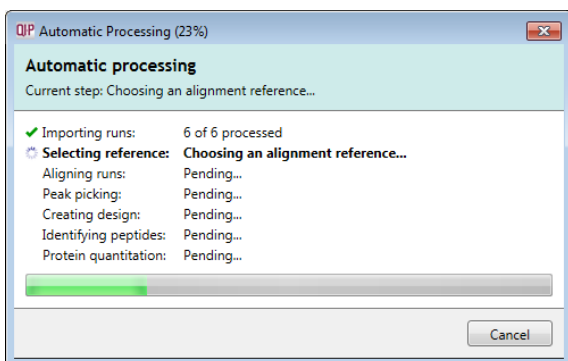 QIP Automatic Processing (23%)
Automatic processing
Current step: Choosing an alignment reference...
Importing runs: 6 of 6 processed
Selecting reference: Choosing an alignment reference...
Aligning runs: Pending...
Peak picking: Pending...
Creating design: Pending...
Identifying peptides: Pending...
Protein quantitation: Pending...
Cancel